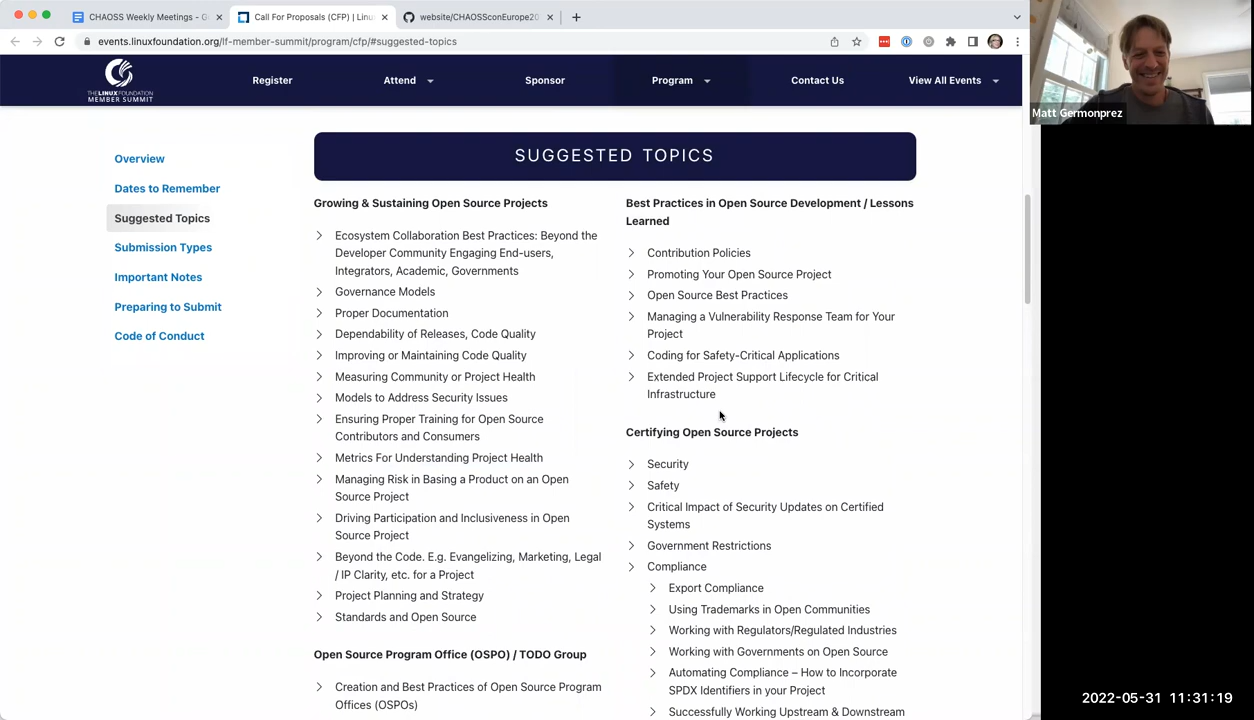 CHAOSS Weekly Meetings - G
Call For Proposals (CFP) | Linu
website/CHAOSSconEurope20
events.linuxfoundation.org/lf-member-summit/program/cfp/#suggested-topics
THE LINUX FOUNDATION
MEMBER SUMMIT
Register
Attend
Sponsor
Program
Contact Us
View All Events
Matt Germonprez
Overview
Dates to Remember
Suggested Topics
Submission Types
Important Notes
Preparing to Submit
Code of Conduct
SUGGESTED TOPICS
Growing & Sustaining Open Source Projects
Ecosystem Collaboration Best Practices: Beyond the
Developer Community Engaging End-users,
Integrators, Academic, Governments
Governance Models
Proper Documentation
Dependability of Releases, Code Quality
Improving or Maintaining Code Quality
Measuring Community or Project Health
Models to Address Security Issues
Ensuring Proper Training for Open Source
Contributors and Consumers
Metrics For Understanding Project Health
Managing Risk in Basing a Product on an Open
Source Project
Driving Participation and Inclusiveness in Open
Source Project
Beyond the Code. E.g. Evangelizing, Marketing, Legal
/ IP Clarity, etc. for a Project
Project Planning and Strategy
Standards and Open Source
Open Source Program Office (OSPO) / TODO Group
Creation and Best Practices of Open Source Program
Offices (OSPOs)
Best Practices in Open Source Development / Lessons
Learned
Contribution Policies
Promoting Your Open Source Project
Open Source Best Practices
Managing a Vulnerability Response Team for Your
Project
Coding for Safety-Critical Applications
Extended Project Support Lifecycle for Critical
Infrastructure
Certifying Open Source Projects
Security
Safety
Critical Impact of Security Updates on Certified
Systems
Government Restrictions
Compliance
Export Compliance
Using Trademarks in Open Communities
Working with Regulators/Regulated Industries
Working with Governments on Open Source
Automating Compliance – How to Incorporate
SPDX Identifiers in your Project
Successfully Working Upstream & Downstream
2022-05-31 11:31:19